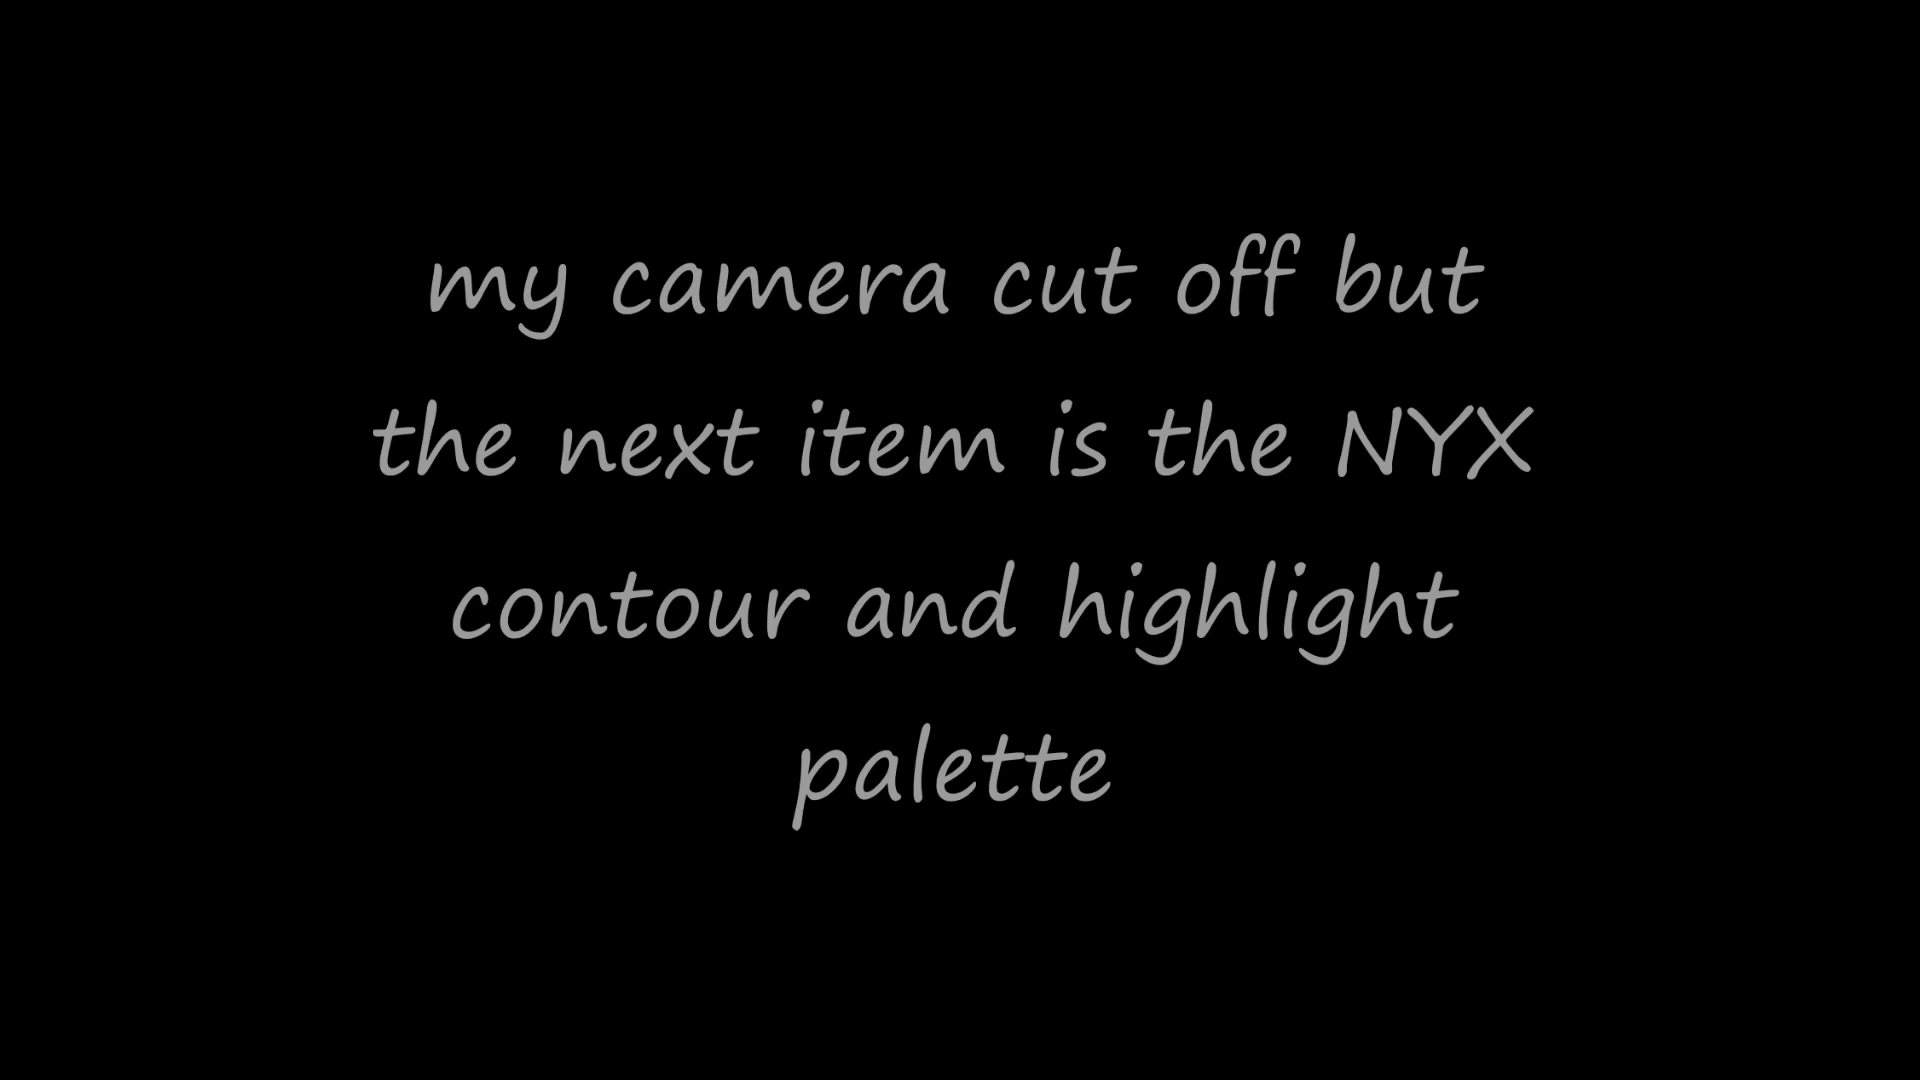 my camera cut off but
the next item is the NYX
contour and highlight
palette